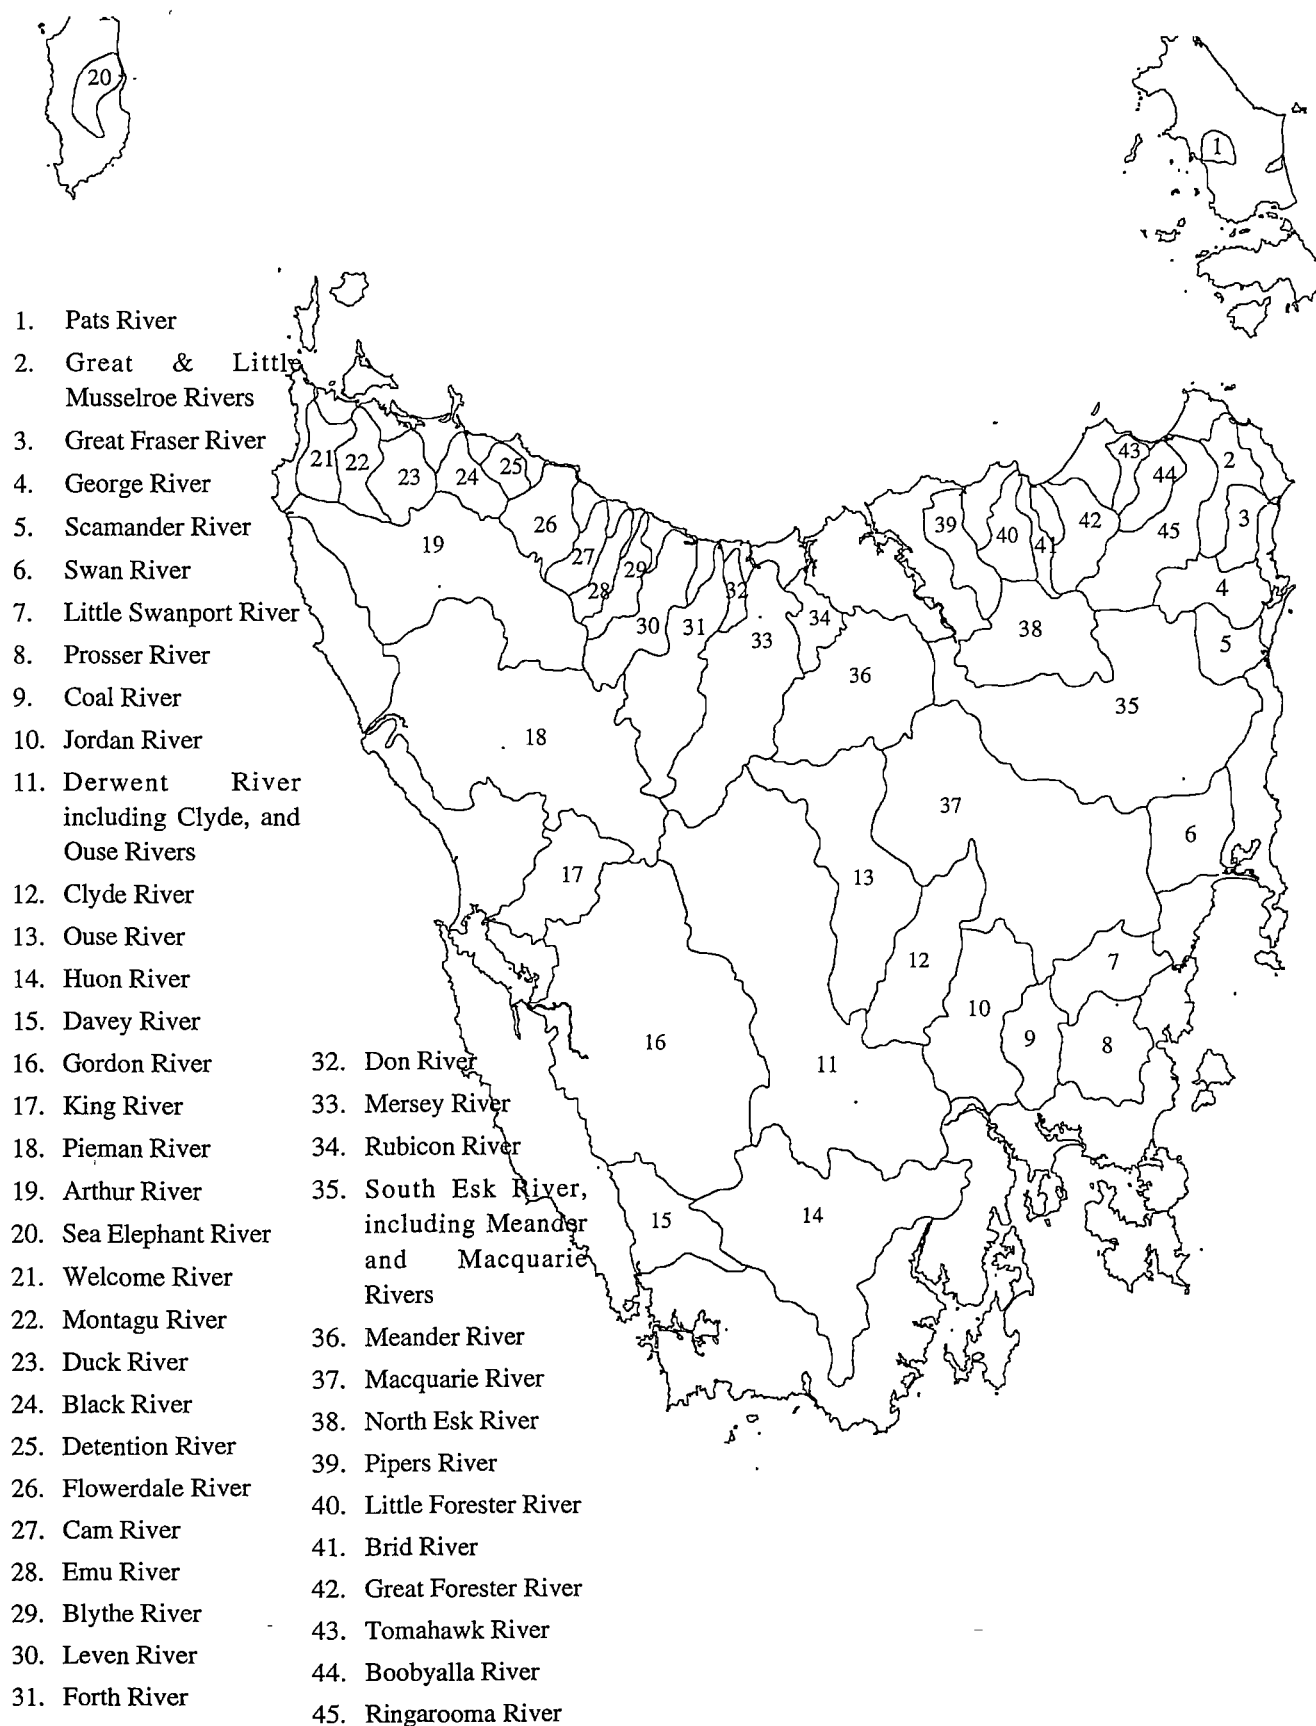 20
1
1. Pats River
2. Great & Little
Musselroe Rivers
3. Great Fraser River
4. George River
5. Scamander River
6. Swan River
7. Little Swanport River
8. Prosser River
9. Coal River
10. Jordan River
11. Derwent River
including Clyde, and
Ouse Rivers
12. Clyde River
13. Ouse River
14. Huon River
15. Davey River
16. Gordon River
17. King River
18. Pieman River
19. Arthur River
20. Sea Elephant River
21. Welcome River
22. Montagu River
23. Duck River
24. Black River
25. Detention River
26. Flowerdale River
27. Cam River
28. Emu River
29. Blythe River
30. Leven River
31. Forth River
32. Don River
33. Mersey River
34. Rubicon River
35. South Esk River,
including Meander
and Macquarie
Rivers
36. Meander River
37. Macquarie River
38. North Esk River
39. Pipers River
40. Little Forester River
41. Brid River
42. Great Forester River
43. Tomahawk River
44. Boobyalla River
45. Ringarooma River
21
22
23
24
25
26
27
28
29
30
31
32
33
34
19
18
36
39
40
41
42
43
44
45
2
3
4
5
38
35
37
6
17
13
12
7
10
9
8
16
11
15
14